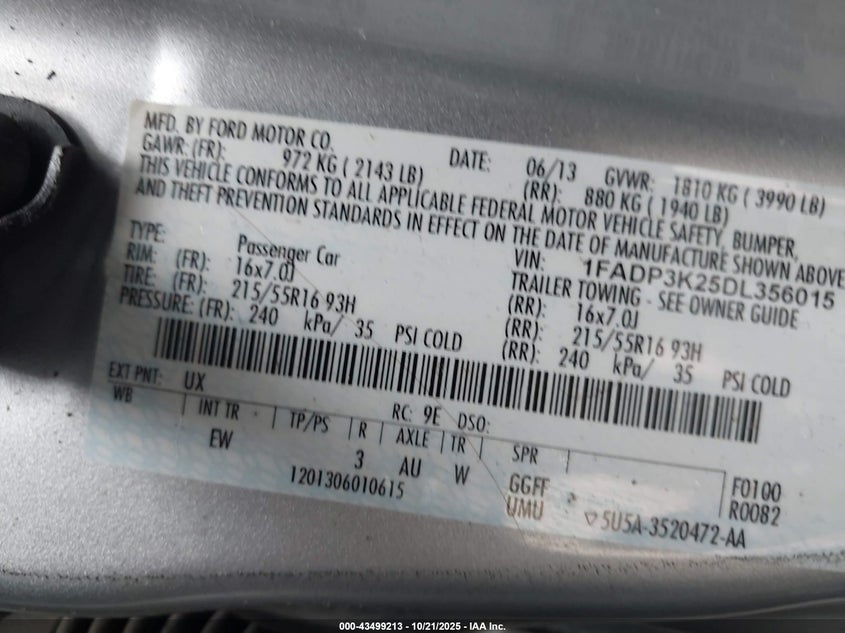 MFD. BY FORD MOTOR CO.
DATE: 06/13 GVWR: 1810 KG ( 3990 LB)
GAWR: (FR): 972 KG ( 2143 LB) (RR): 880 KG ( 1940 LB)
THIS VEHICLE CONFORMS TO ALL APPLICABLE FEDERAL MOTOR VEHICLE SAFETY, BUMPER,
AND THEFT PREVENTION STANDARDS IN EFFECT ON THE DATE OF MANUFACTURE SHOWN ABOVE
VIN: 1FADP3K25DL356015
TYPE: Passenger Car TRAILER TOWING - SEE OWNER GUIDE
RIM: (FR): 16x7.0J (RR): 16x7.0J
TIRE: (FR): 215/55R16 93H (RR): 215/55R16 93H
PRESSURE: (FR): 240 kPa/ 35 PSI COLD (RR): 240 kPa/ 35 PSI COLD
EXT PNT: UX RC: 9E DSO:
WB INT TR TP/PS R AXLE TR SPR
EW 3 AU W GGFF F0100
1201306010615 UMU R0082
5U5A-3520472-AA
000-43499213 - 10/21/2025 - IAA Inc.